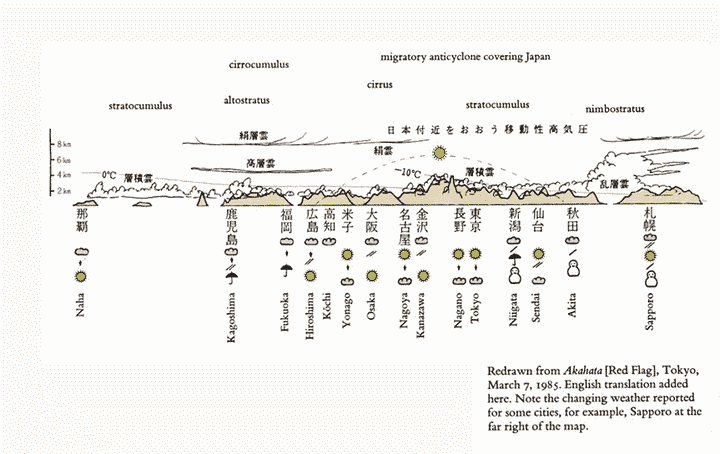 migratory anticyclone covering Japan
cirrocumulus
cirrus
stratocumulus
altostratus
stratocumulus
nimbostratus
日本付近をおおう移動性高気圧
絹層雲
絹雲
8 km
6 km
高層雲
4 km
0°C
層積雲
−10°C
層積雲
乱層雲
2 km
那覇
鹿児島
福岡
広島
高知
米子
大阪
名古屋
金沢
長野
東京
新潟
仙台
秋田
札幌
Naha
Kagoshima
Fukuoka
Hiroshima
Kōchi
Yonago
Osaka
Nagoya
Kanazawa
Nagano
Tokyo
Niigata
Sendai
Akita
Sapporo
Redrawn from Akahata [Red Flag], Tokyo,
March 7, 1985. English translation added
here. Note the changing weather reported
for some cities, for example, Sapporo at the
far right of the map.